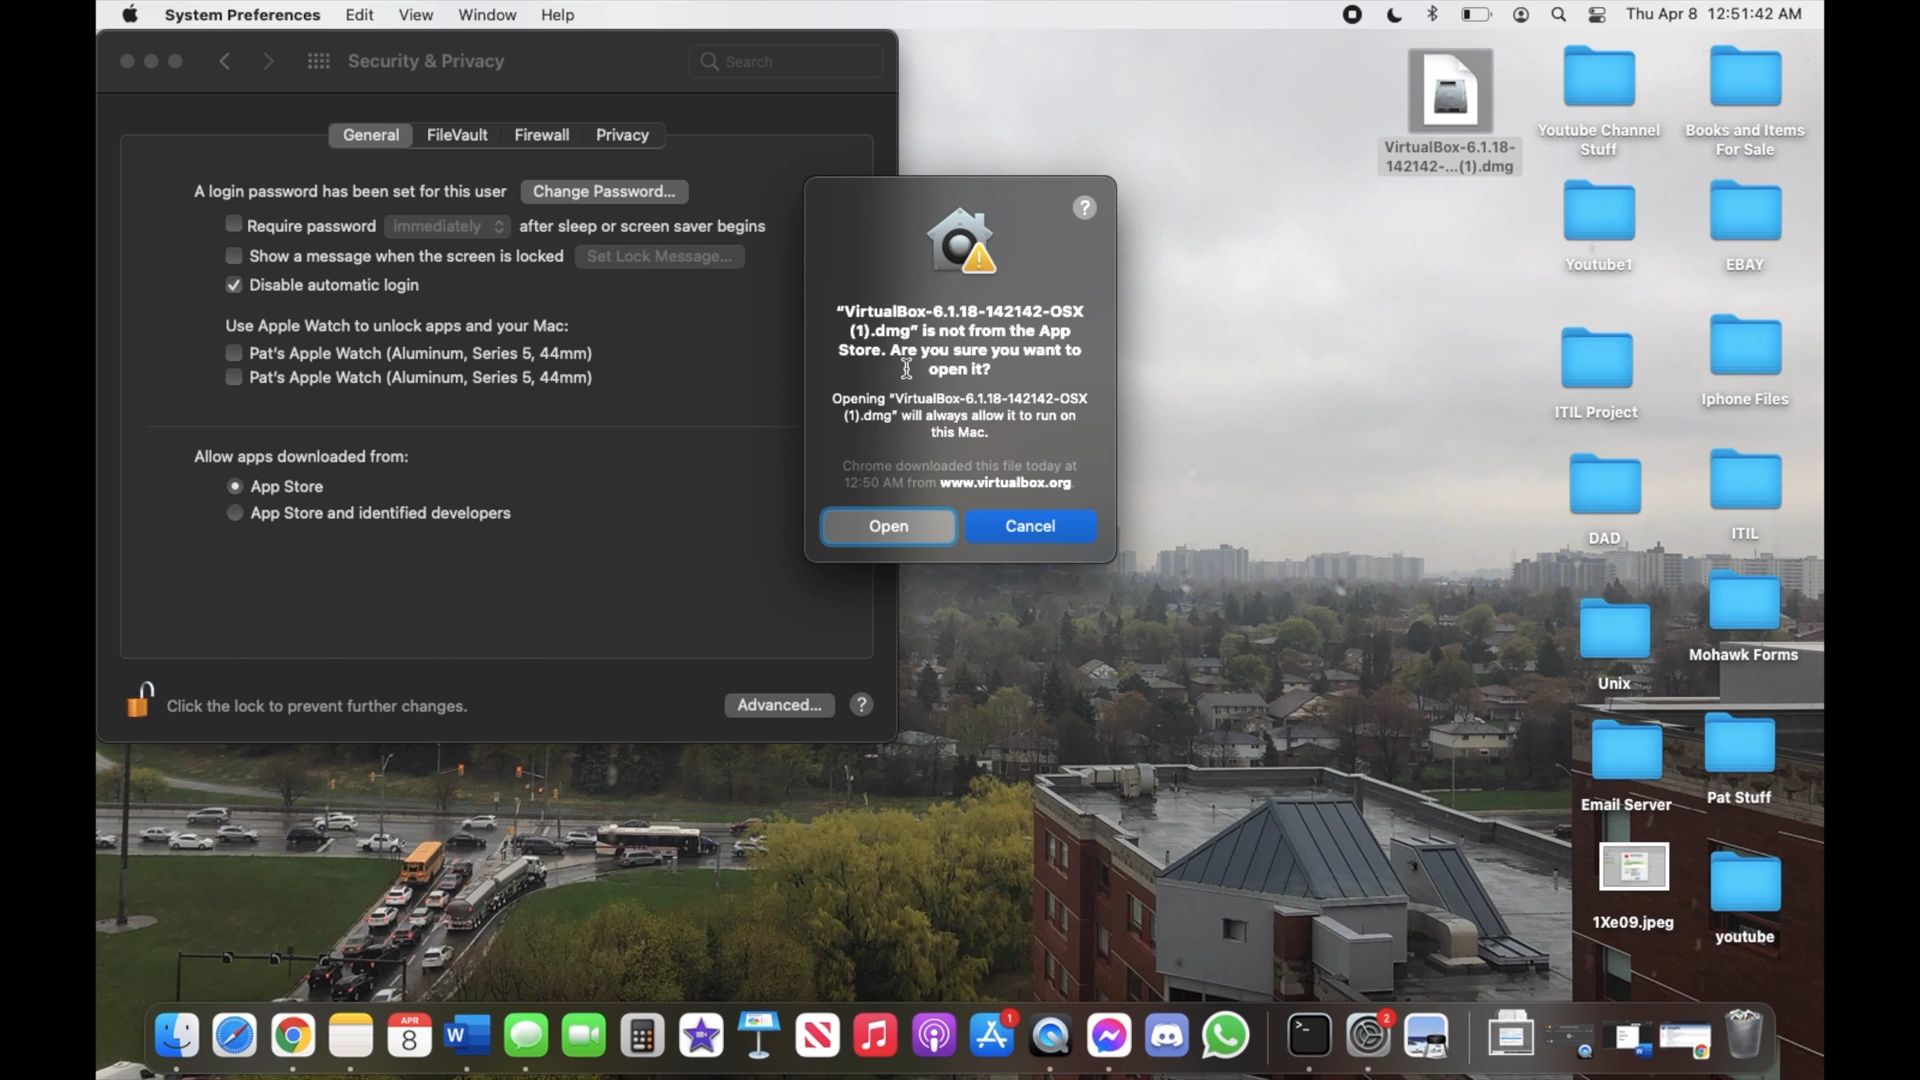 System Preferences Edit View Window Help
Thu Apr 8 12:51:42 AM
Security & Privacy
Search
General FileVault Firewall Privacy
A login password has been set for this user Change Password...
Require password immediately after sleep or screen saver begins
Show a message when the screen is locked Set Lock Message...
Disable automatic login
Use Apple Watch to unlock apps and your Mac:
Pat's Apple Watch (Aluminum, Series 5, 44mm)
Pat's Apple Watch (Aluminum, Series 5, 44mm)
Allow apps downloaded from:
App Store
App Store and identified developers
Click the lock to prevent further changes.
Advanced... ?
?
"VirtualBox-6.1.18-142142-OSX
(1).dmg" is not from the App
Store. Are you sure you want to
open it?
Opening "VirtualBox-6.1.18-142142-OSX
(1).dmg" will always allow it to run on
this Mac.
Chrome downloaded this file today at
12:50 AM from www.virtualbox.org.
Open Cancel
VirtualBox-6.1.18-
142142-...(1).dmg
Youtube Channel
Stuff
Books and Items
For Sale
Youtube1
EBAY
ITIL Project
Iphone Files
DAD
ITIL
Unix
Mohawk Forms
Email Server
Pat Stuff
1Xe09.jpeg
youtube
APR
8
W
1
2